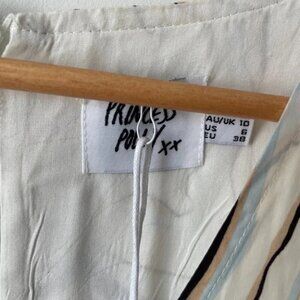 PRINCESS
POLLY
xx
AU/UK 10
US 6
EU 38